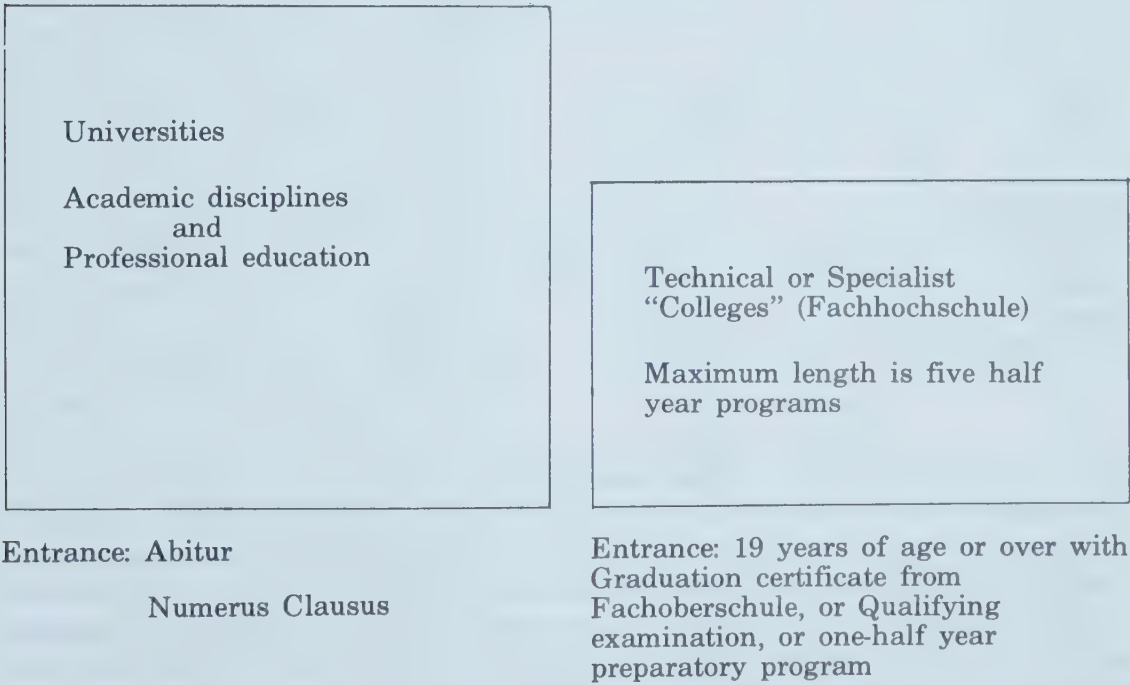 Universities
Academic disciplines
and
Professional education
Entrance: Abitur
Numerus Clausus
Technical or Specialist
“Colleges” (Fachhochschule)
Maximum length is five half
year programs
Entrance: 19 years of age or over with
Graduation certificate from
Fachoberschule, or Qualifying
examination, or one-half year
preparatory program